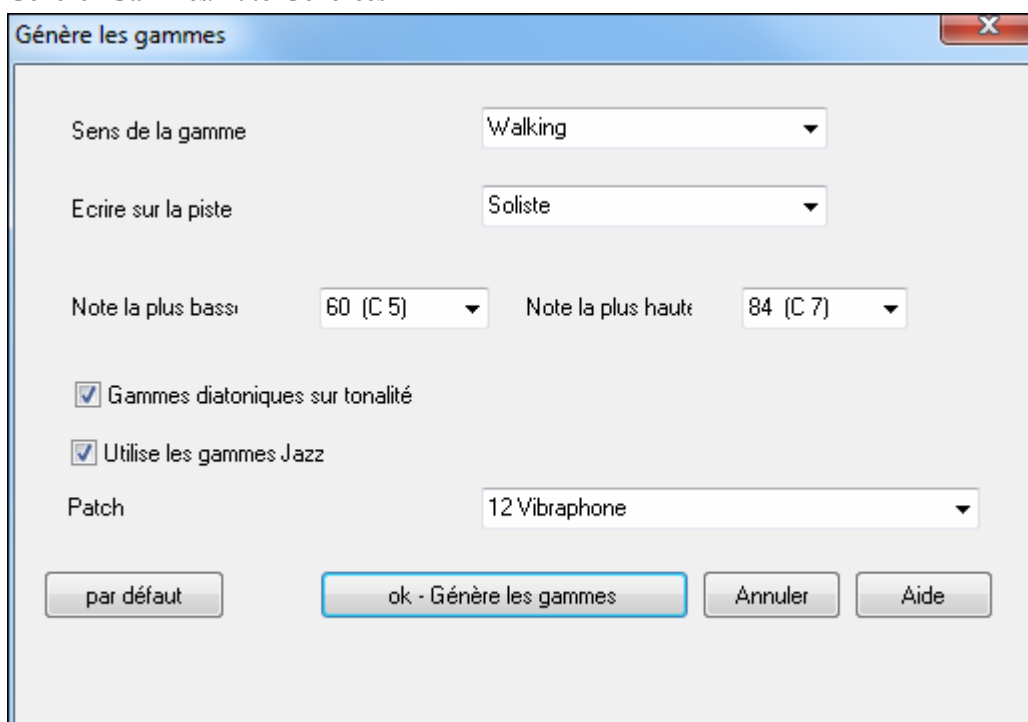 Génère les gammes
Sens de la gamme Walking
Ecrire sur la piste Soliste
Note la plus bass 60 (C 5) Note la plus haute 84 (C 7)
Gammes diatoniques sur tonalité
Utilise les gammes Jazz
Patch 12 Vibraphone
par défaut ok - Génère les gammes Annuler Aide